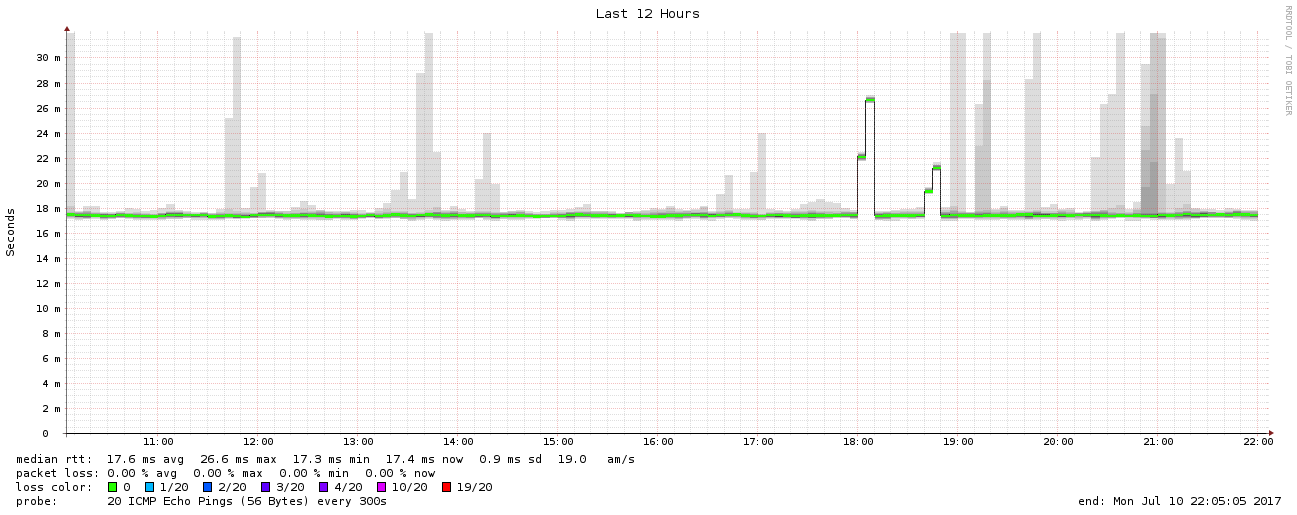 Last 12 Hours
RRDTOOL / TOBI OETIKER
Seconds
30 m
28 m
26 m
24 m
22 m
20 m
18 m
16 m
14 m
12 m
10 m
8 m
6 m
4 m
2 m
0
11:00 12:00 13:00 14:00 15:00 16:00 17:00 18:00 19:00 20:00 21:00 22:00
median rtt: 17.6 ms avg 26.6 ms max 17.3 ms min 17.4 ms now 0.9 ms sd 19.0 am/s
packet loss: 0.00 % avg 0.00 % max 0.00 % min 0.00 % now
loss color: 0 1/20 2/20 3/20 4/20 10/20 19/20
probe: 20 ICMP Echo Pings (56 Bytes) every 300s end: Mon Jul 10 22:05:05 2017